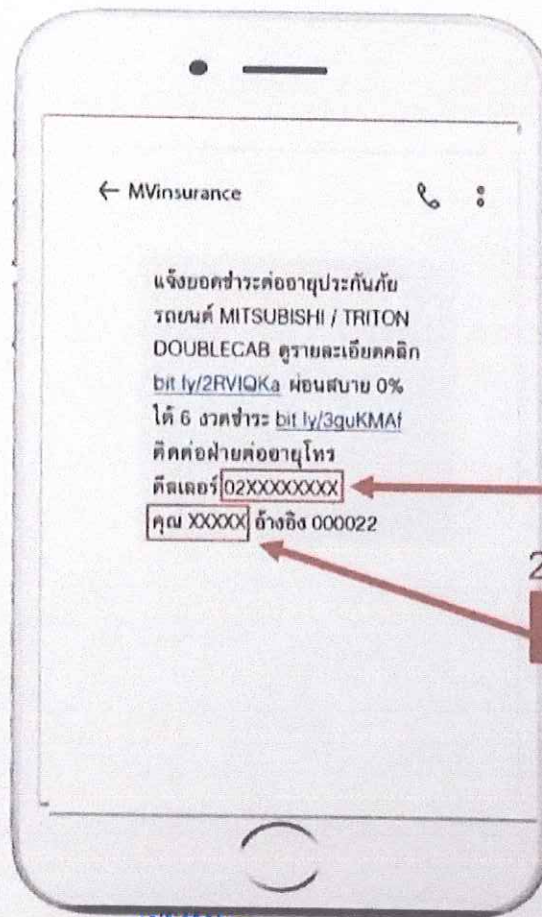 ← MVinsurance
แจ้งยอดชำระต่ออายุประกันภัย
รถยนต์ MITSUBISHI / TRITON
DOUBLECAB ดูรายละเอียดคลิก
bit ly/2RVIQKa ผ่อนสบาย 0%
ได้ 6 งวดชำระ bit ly/3guKMAf
ติดต่อฝ่ายต่ออายุโทร
ดีลเลอร์ 02XXXXXXXX
คุณ XXXXX อ้างอิง 000022
2